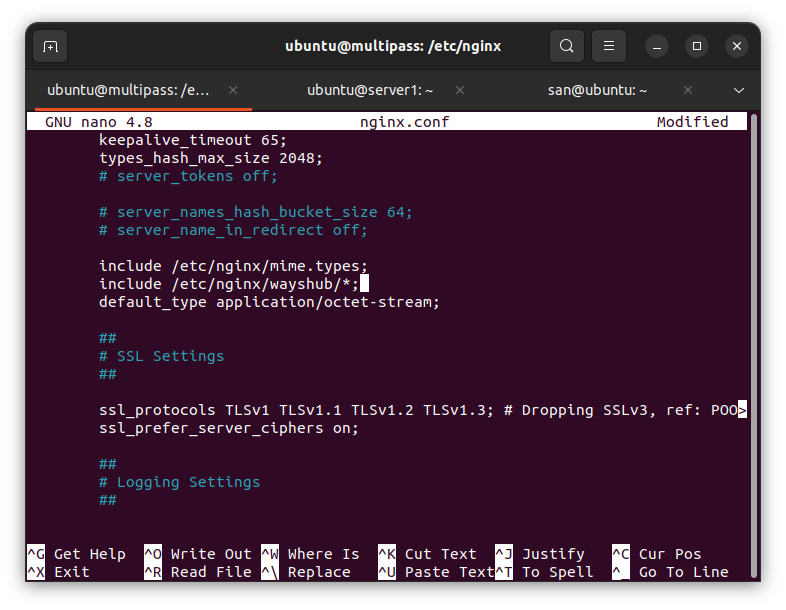 ubuntu@multipass: /etc/nginx
ubuntu@multipass: /e... ubuntu@server1: ~ san@ubuntu: ~
GNU nano 4.8 nginx.conf Modified
keepalive_timeout 65;
types_hash_max_size 2048;
# server_tokens off;
# server_names_hash_bucket_size 64;
# server_name_in_redirect off;
include /etc/nginx/mime.types;
include /etc/nginx/wayshub/*;
default_type application/octet-stream;
##
# SSL Settings
##
ssl_protocols TLSv1 TLSv1.1 TLSv1.2 TLSv1.3; # Dropping SSLv3, ref: POO>
ssl_prefer_server_ciphers on;
##
# Logging Settings
##
^G Get Help ^O Write Out ^W Where Is ^K Cut Text ^J Justify ^C Cur Pos
^X Exit ^R Read File ^\ Replace ^U Paste Text ^T To Spell ^_ Go To Line